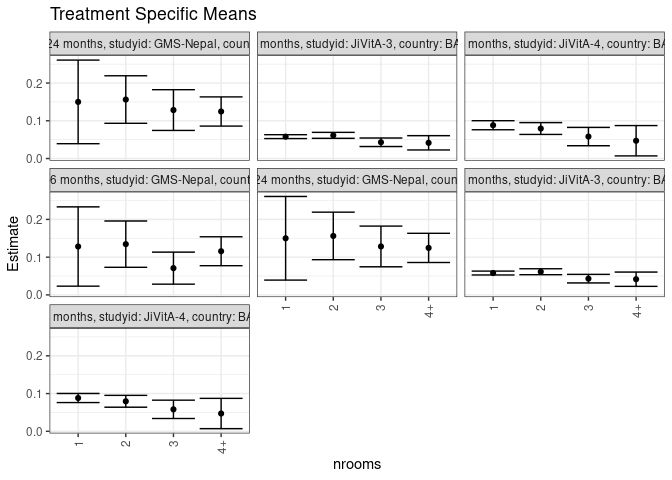 Treatment Specific Means
24 months, studyid: GMS-Nepal, coun
months, studyid: JiVitA-3, country: BA
months, studyid: JiVitA-4, country: BA
0.2
0.1
0.0
6 months, studyid: GMS-Nepal, count
24 months, studyid: GMS-Nepal, coun
months, studyid: JiVitA-3, country: BA
0.2
0.1
0.0
1
2
3
4+
1
2
3
4+
months, studyid: JiVitA-4, country: BA
0.2
0.1
0.0
1
2
3
4+
Estimate
nrooms